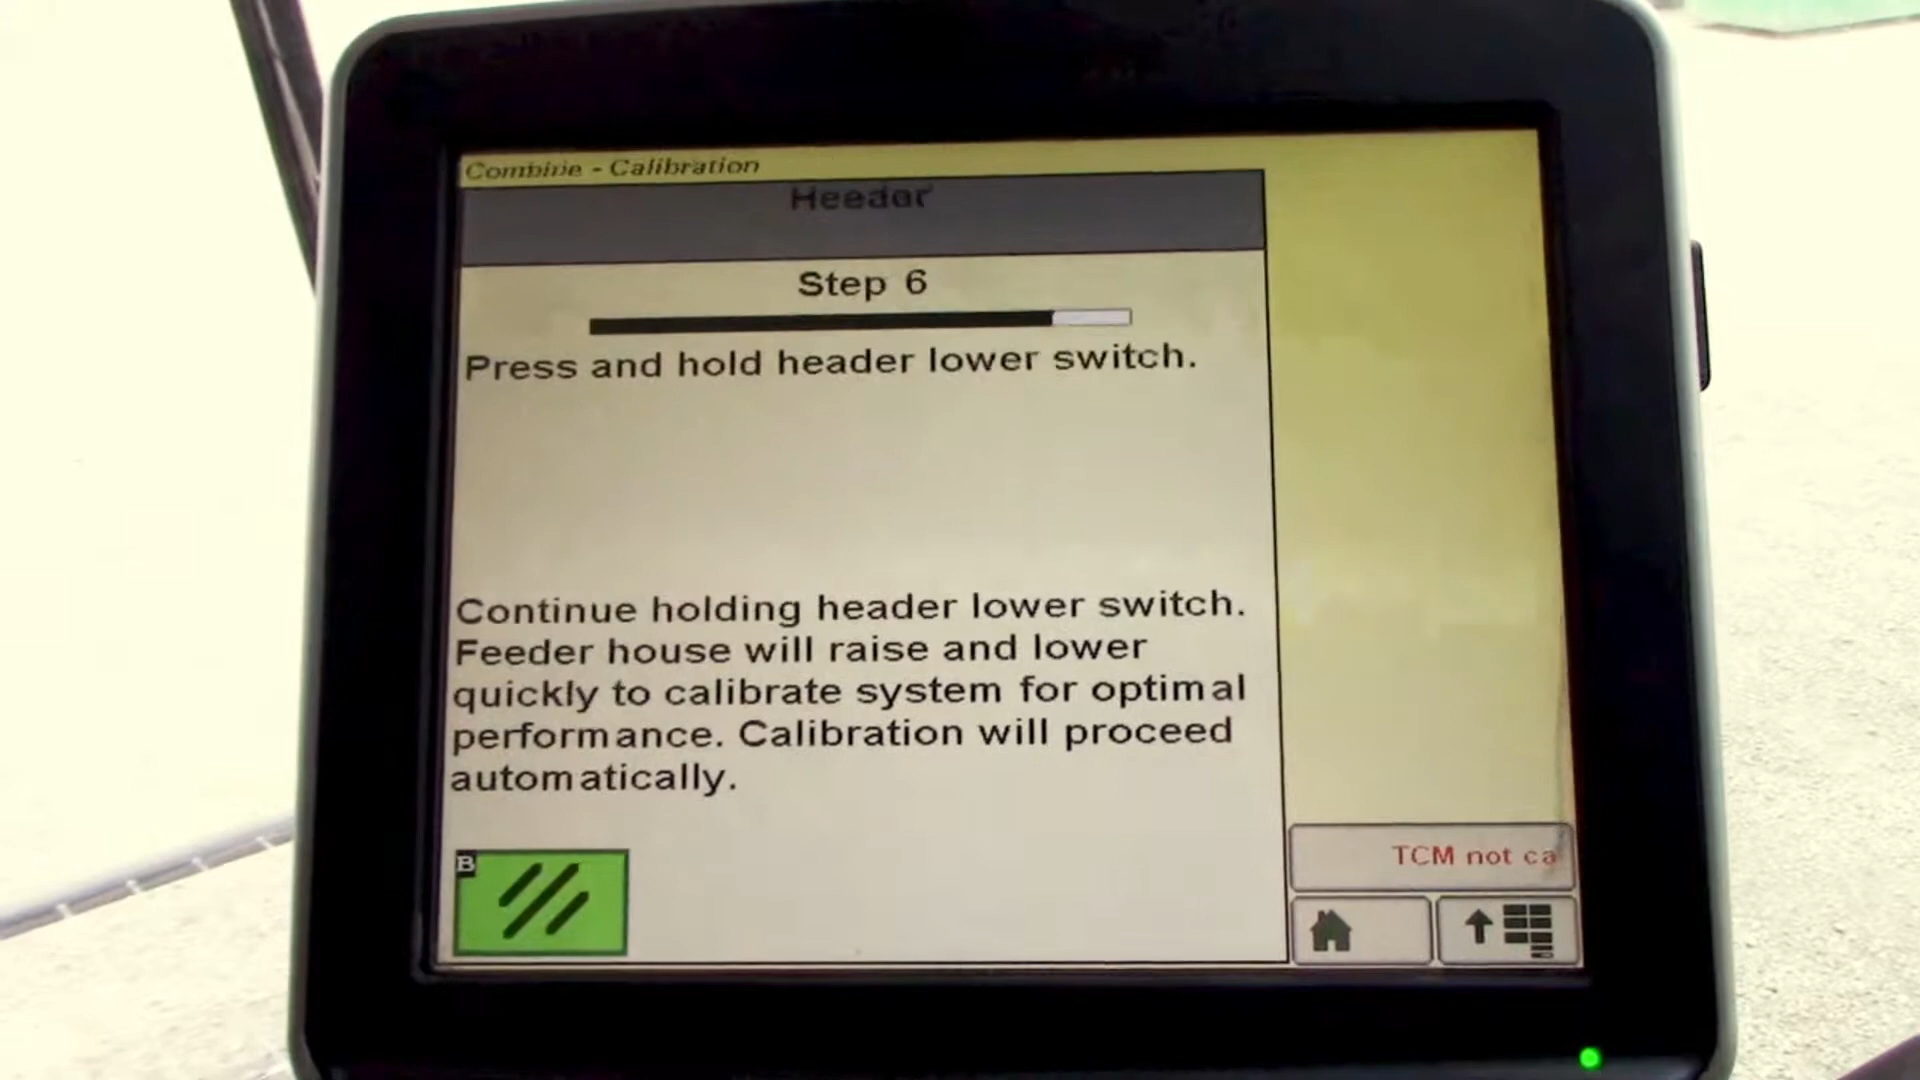 Combine - Calibration
Header
Step 6
Press and hold header lower switch.
Continue holding header lower switch.
Feeder house will raise and lower
quickly to calibrate system for optimal
performance. Calibration will proceed
automatically.
B
TCM not ca